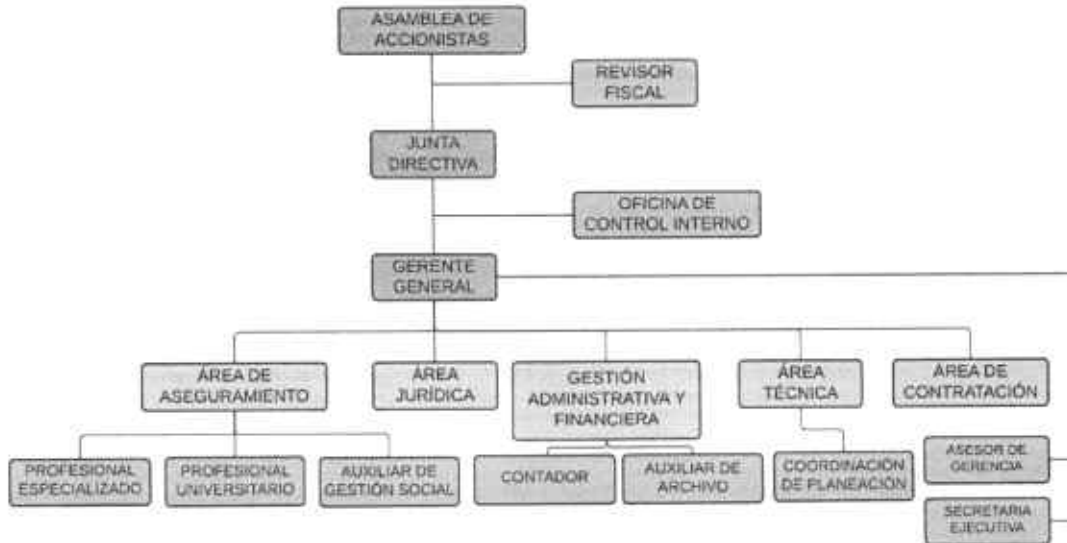 ASAMBLEA DE
ACCIONISTAS
REVISOR
FISCAL
JUNTA
DIRECTIVA
OFICINA DE
CONTROL INTERNO
GERENTE
GENERAL
ÁREA DE
ASEGURAMIENTO
ÁREA
JURÍDICA
GESTIÓN
ADMINISTRATIVA Y
FINANCIERA
ÁREA
TÉCNICA
ÁREA DE
CONTRATACIÓN
PROFESIONAL
ESPECIALIZADO
PROFESIONAL
UNIVERSITARIO
AUXILIAR DE
GESTIÓN SOCIAL
CONTADOR
AUXILIAR DE
ARCHIVO
COORDINACIÓN
DE PLANEACIÓN
ASESOR DE
GERENCIA
SECRETARIA
EJECUTIVA